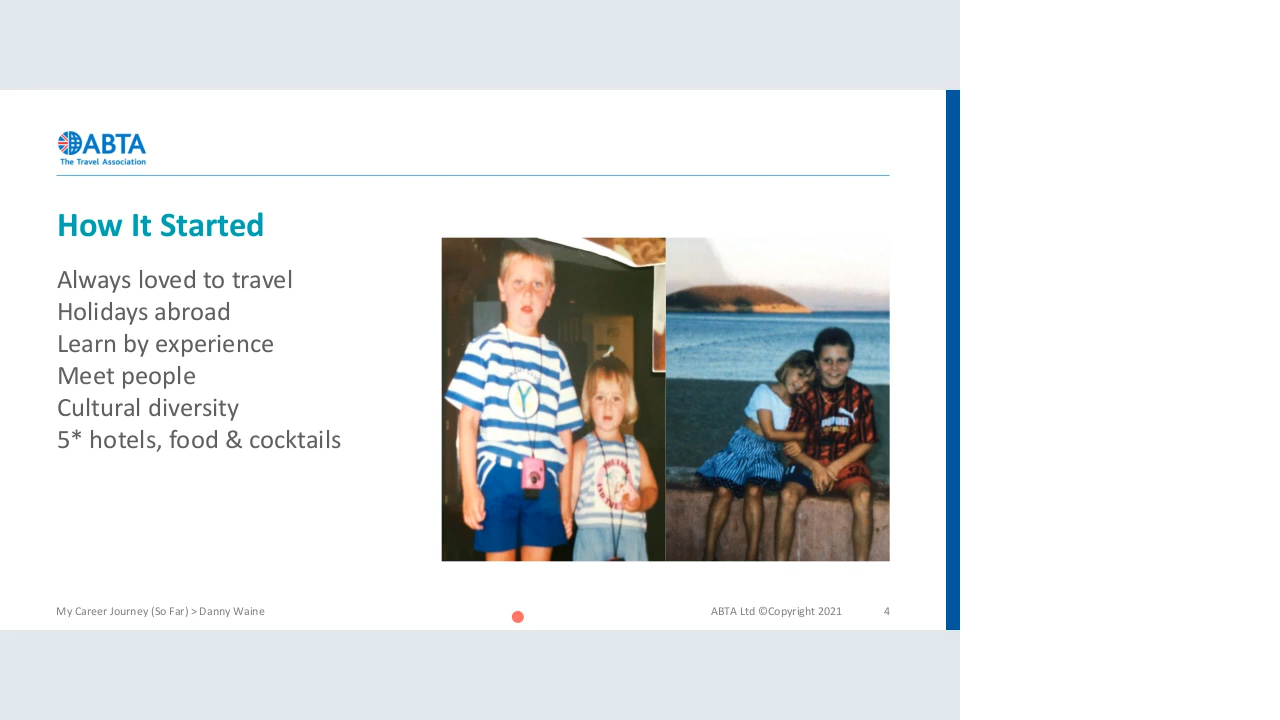 ABTA
The Travel Association
How It Started
Always loved to travel
Holidays abroad
Learn by experience
Meet people
Cultural diversity
5* hotels, food & cocktails
Y
PUMA
My Career Journey (So Far) > Danny Waine
ABTA Ltd ©Copyright 2021
4